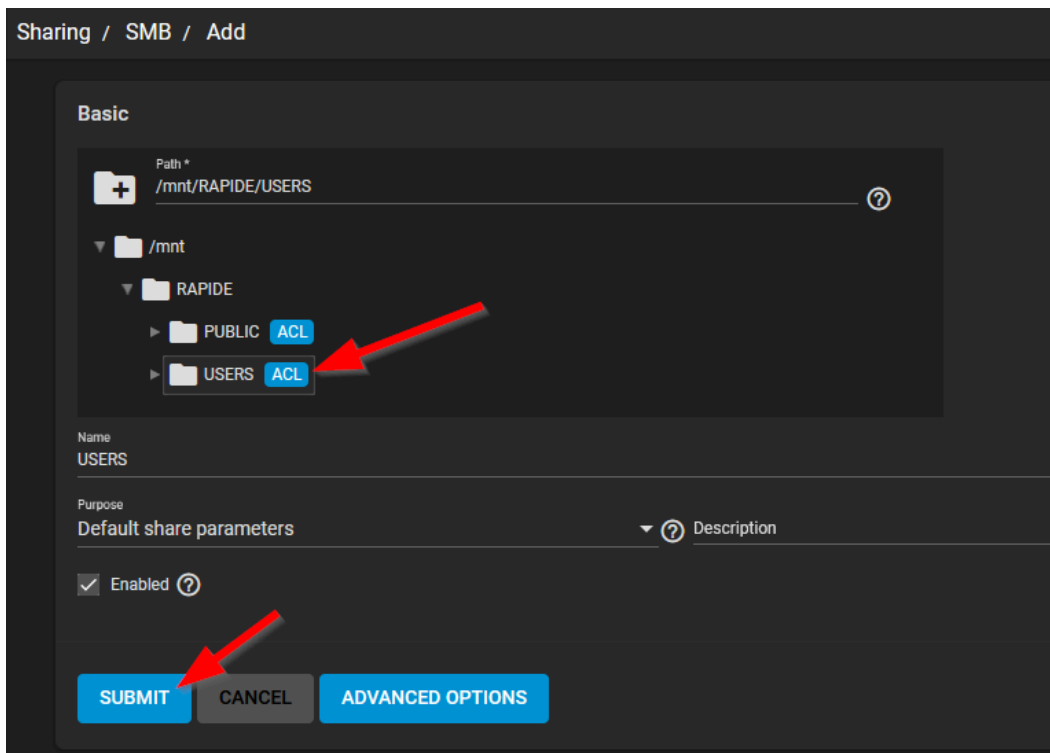 Sharing / SMB / Add
Basic
Path *
/mnt/RAPIDE/USERS
/mnt
RAPIDE
PUBLIC ACL
USERS ACL
Name
USERS
Purpose
Default share parameters
Description
Enabled
SUBMIT CANCEL ADVANCED OPTIONS